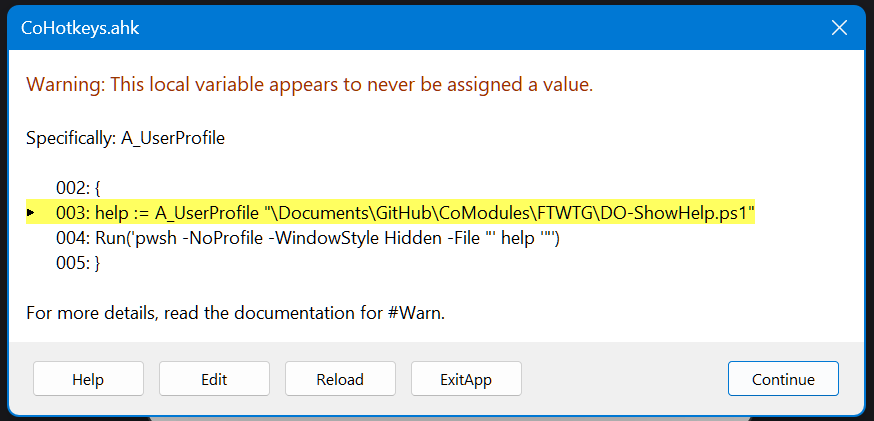 CoHotkeys.ahk
Warning: This local variable appears to never be assigned a value.
Specifically: A_UserProfile
002: {
003: help := A_UserProfile "\Documents\GitHub\CoModules\FTWTG\DO-ShowHelp.ps1"
004: Run('pwsh -NoProfile -WindowStyle Hidden -File "' help '"')
005: }
For more details, read the documentation for #Warn.
Help Edit Reload ExitApp Continue